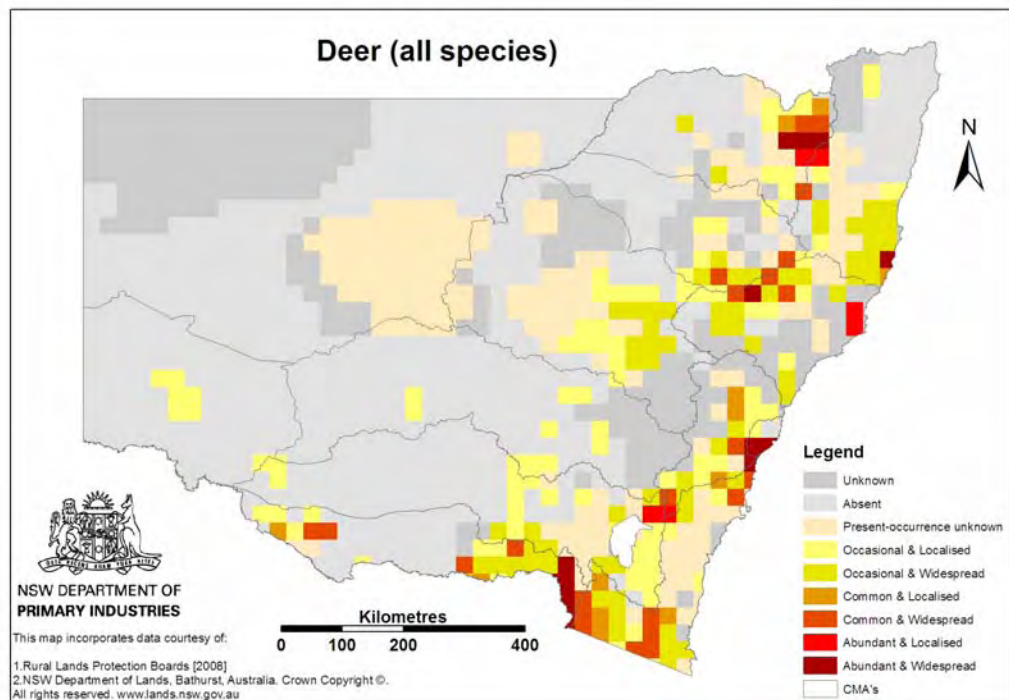 Deer (all species)
N
Legend
Unknown
Absent
Present-occurrence unknown
Occasional & Localised
Occasional & Widespread
Common & Localised
Common & Widespread
Abundant & Localised
Abundant & Widespread
CMA's
NSW DEPARTMENT OF
PRIMARY INDUSTRIES
Kilometres
0 100 200 400
This map incorporates data courtesy of:
1.Rural Lands Protection Boards [2008]
2.NSW Department of Lands, Bathurst, Australia. Crown Copyright ©.
All rights reserved. www.lands.nsw.gov.au